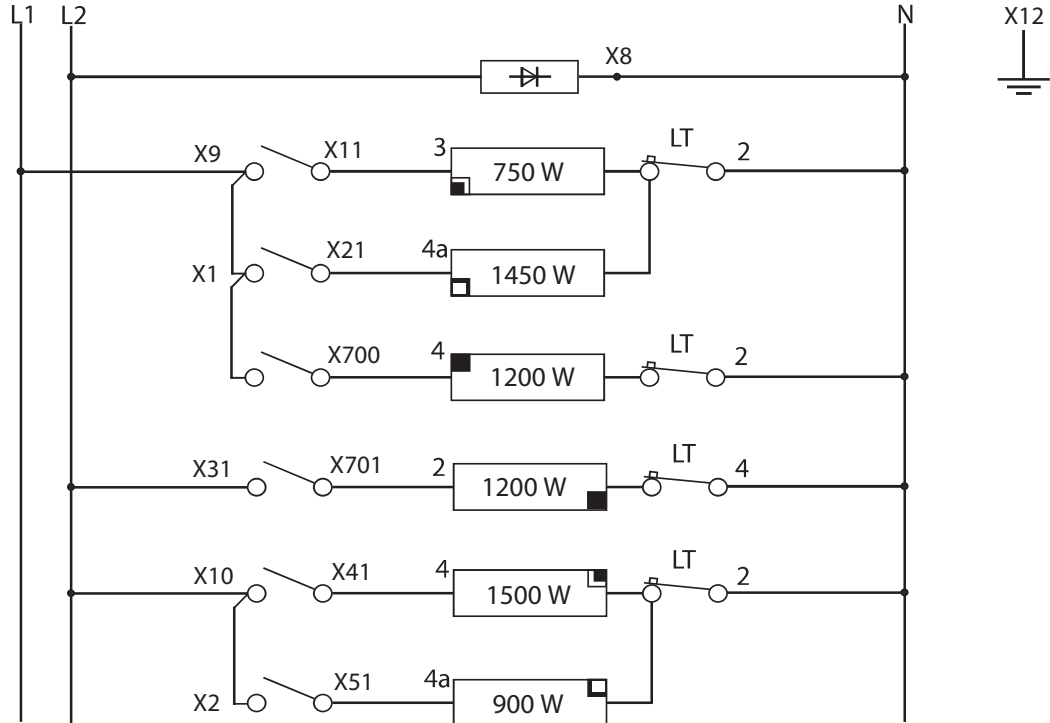 L1 L2 N X12
X8
X9 X11 3 750 W LT 2
X1 X21 4a 1450 W
X700 4 1200 W LT 2
X31 X701 2 1200 W LT 4
X10 X41 4 1500 W LT 2
X2 X51 4a 900 W